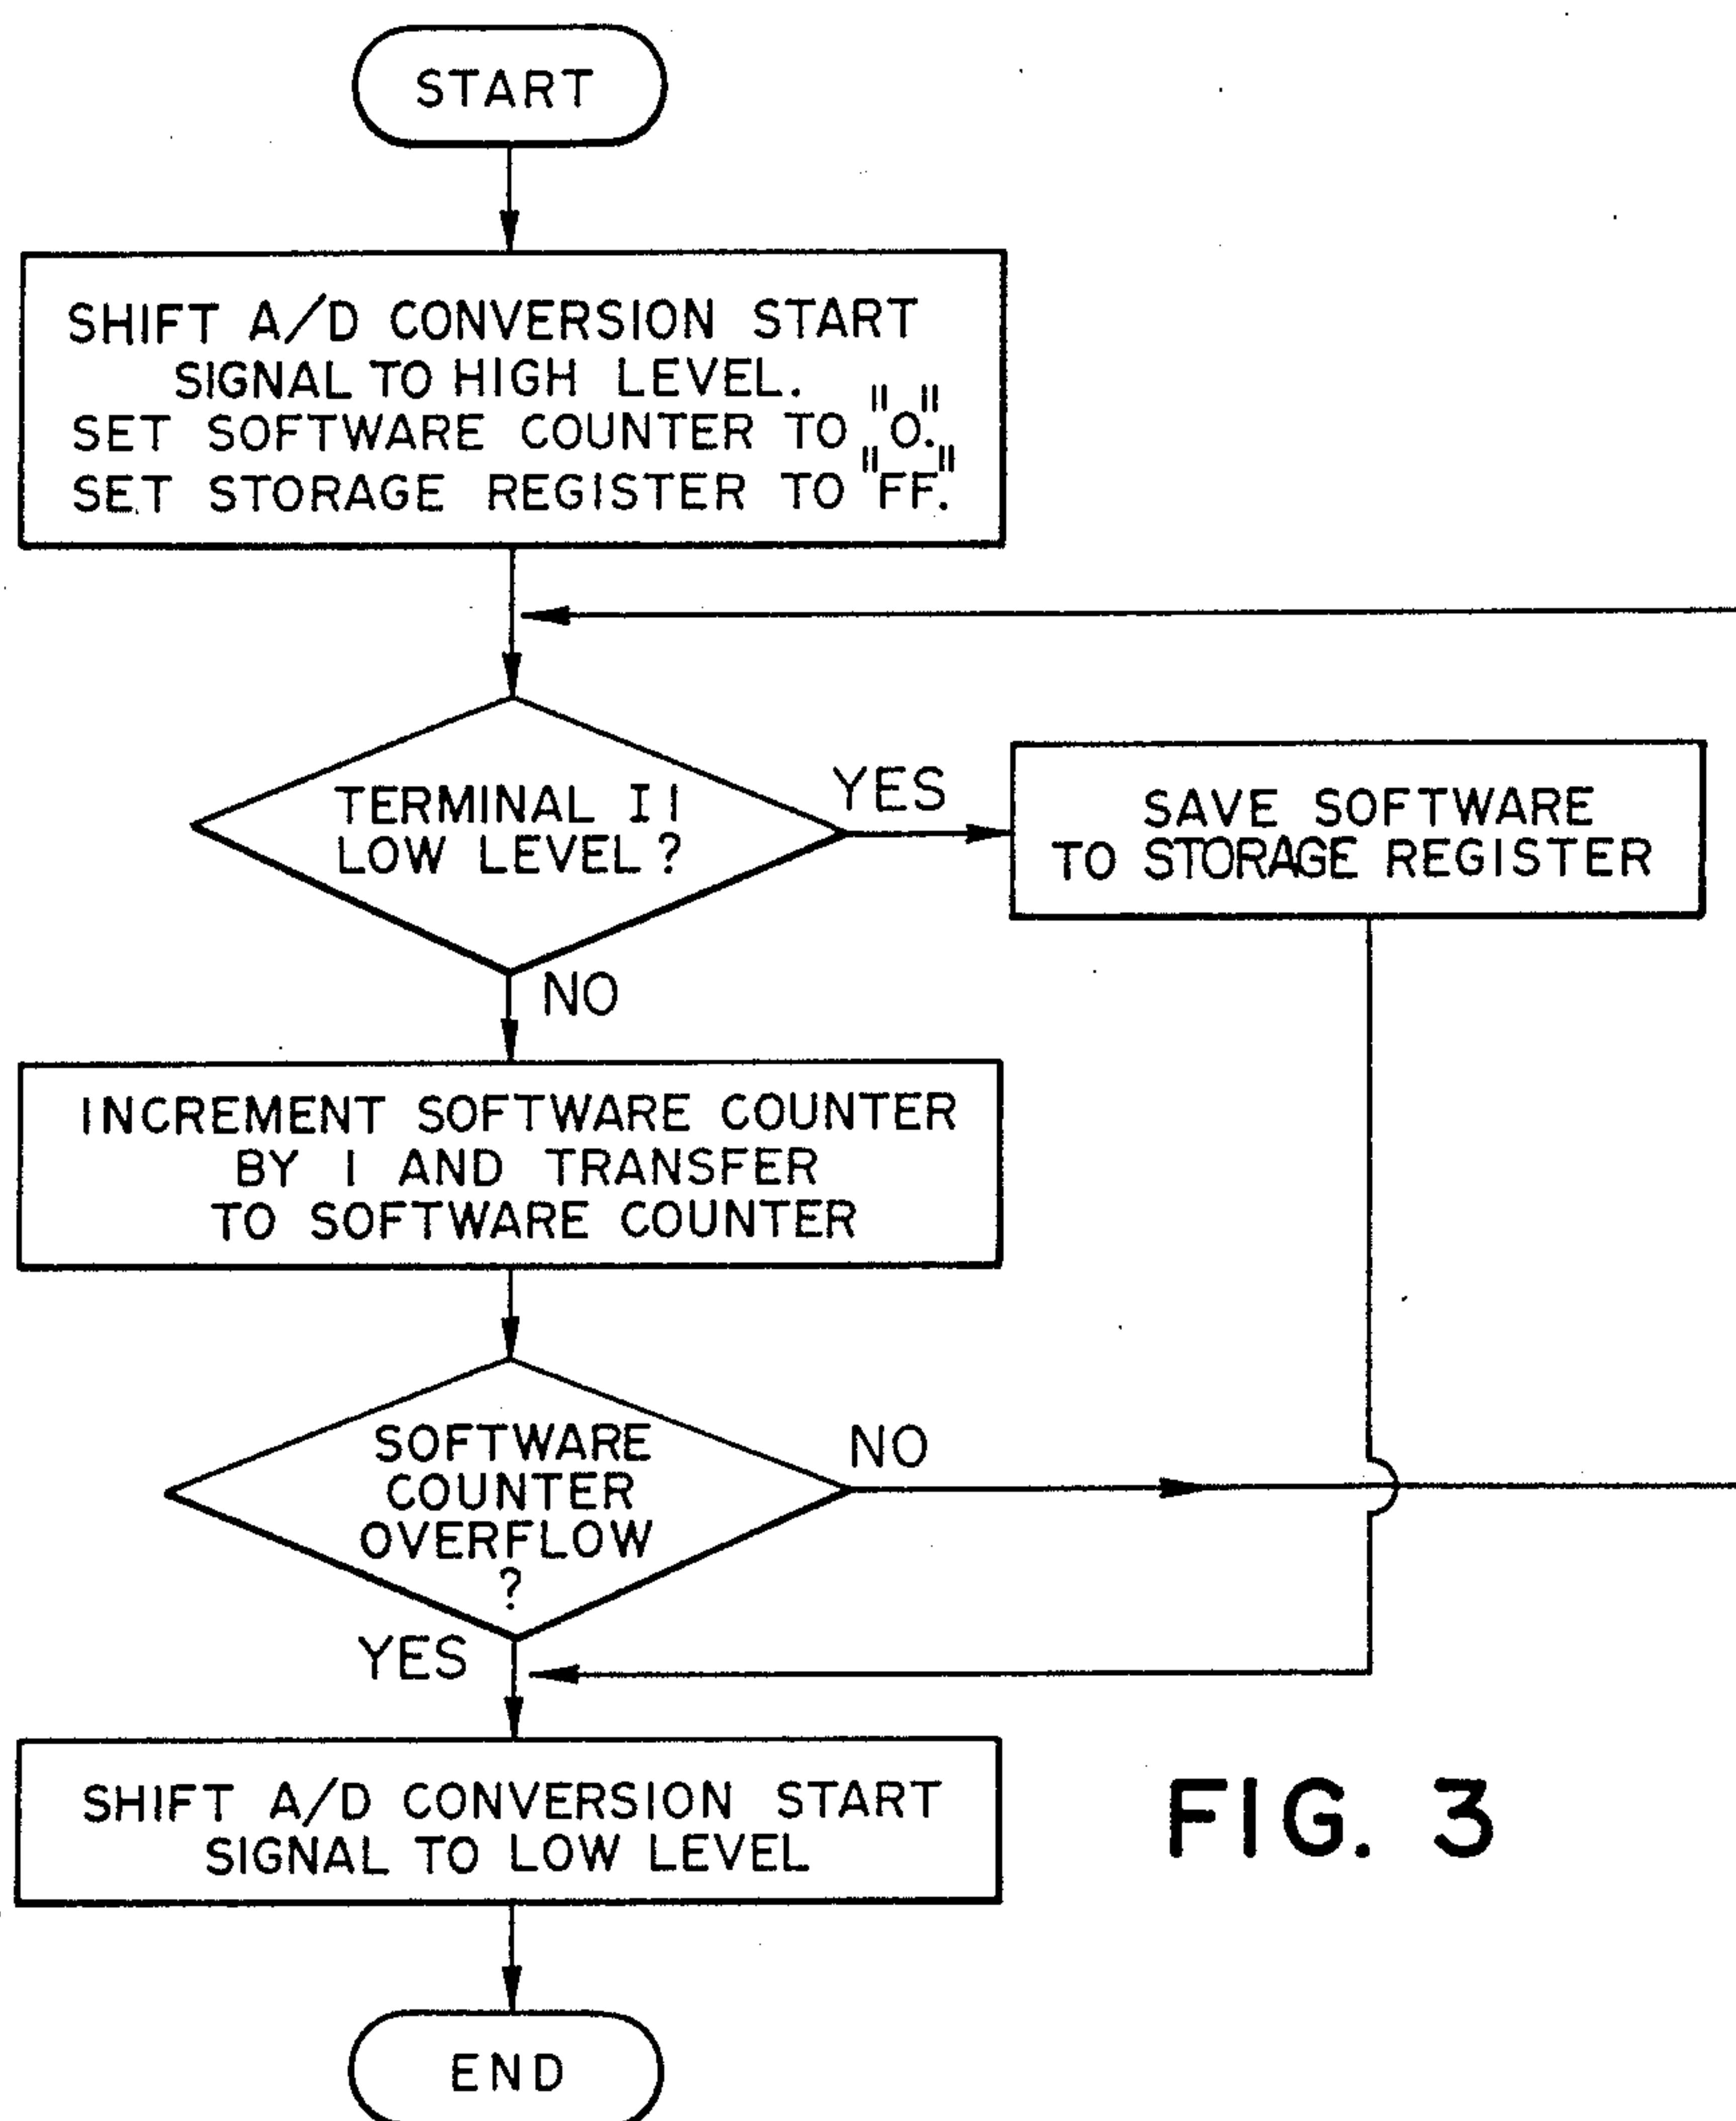 START
SHIFT A/D CONVERSION START
SIGNAL TO HIGH LEVEL.
SET SOFTWARE COUNTER TO "0."
SET STORAGE REGISTER TO "FF."
TERMINAL I1
LOW LEVEL?
YES
SAVE SOFTWARE
TO STORAGE REGISTER
NO
INCREMENT SOFTWARE COUNTER
BY 1 AND TRANSFER
TO SOFTWARE COUNTER
SOFTWARE
COUNTER
OVERFLOW
?
NO
YES
SHIFT A/D CONVERSION START
SIGNAL TO LOW LEVEL
FIG. 3
END